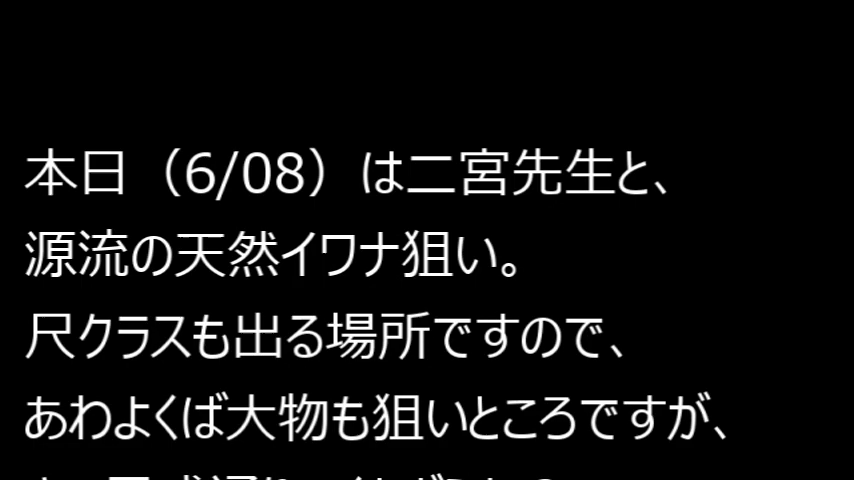 本日（6/08）は二宮先生と、
源流の天然イワナ狙い。
尺クラスも出る場所ですので、
あわよくば大物も狙いところですが、